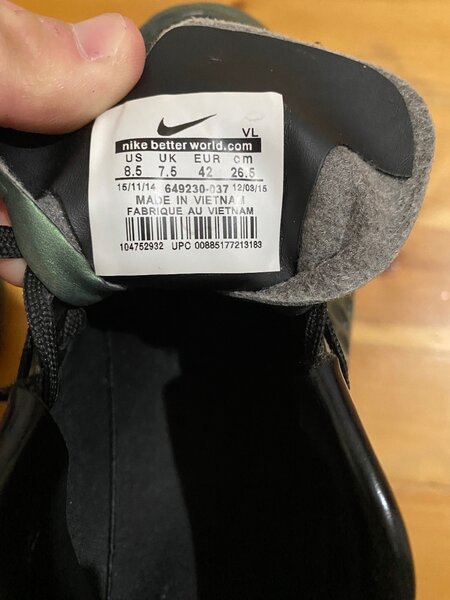 VL
nike better world.com
US UK EUR cm
8.5 7.5 42 26.5
15/11/14 649230-037 12/03/15
MADE IN VIETNAM
FABRIQUE AU VIETNAM
104752932 UPC 00885177213183